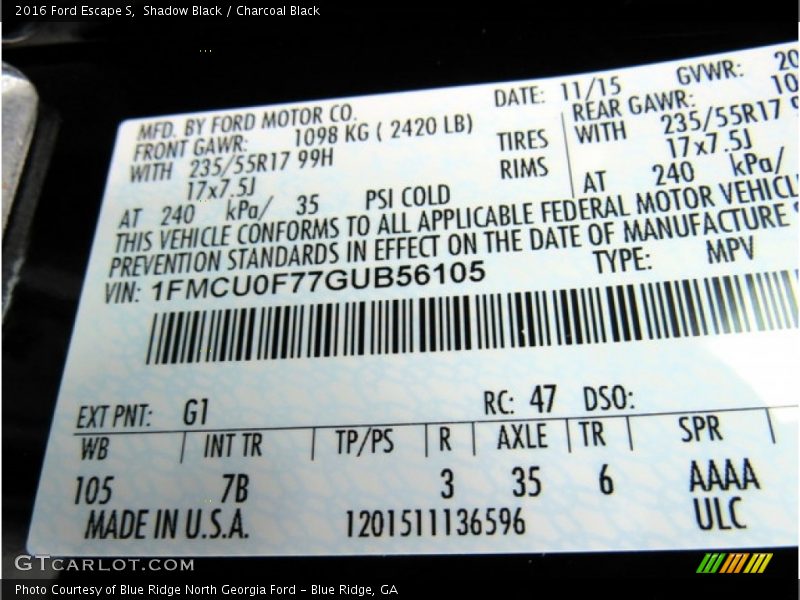 2016 Ford Escape S,  Shadow Black / Charcoal Black
MFD. BY FORD MOTOR CO.
DATE: 11/15
GVWR: 20
FRONT GAWR: 1098 KG ( 2420 LB)
REAR GAWR: 10
WITH 235/55R17 99H
TIRES WITH 235/55R17 9
17x7.5J
RIMS 17x7.5J
AT 240 kPa/ 35 PSI COLD
AT 240 kPa/
THIS VEHICLE CONFORMS TO ALL APPLICABLE FEDERAL MOTOR VEHICL
PREVENTION STANDARDS IN EFFECT ON THE DATE OF MANUFACTURE
VIN: 1FMCU0F77GUB56105
TYPE: MPV
EXT PNT: G1
RC: 47 DSO:
WB INT TR TP/PS R AXLE TR SPR
105 7B 3 35 6 AAAA
MADE IN U.S.A. 1201511136596 ULC
GTCARLOT.COM
Photo Courtesy of Blue Ridge North Georgia Ford – Blue Ridge, GA